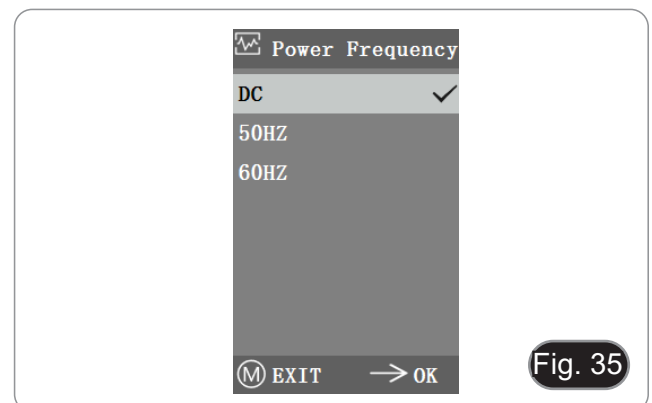 Power Frequency
DC
50HZ
60HZ
M EXIT → OK
Fig. 35